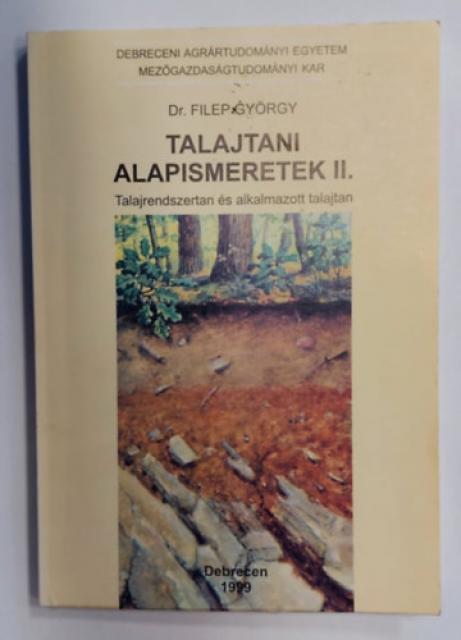 DEBRECENI AGRÁRTUDOMÁNYI EGYETEM
MEZŐGAZDASÁGTUDOMÁNYI KAR
Dr. FILEP GYÖRGY
TALAJTANI
ALAPISMERETEK II.
Talajrendszertan és alkalmazott talajtan
Debrecen
1999